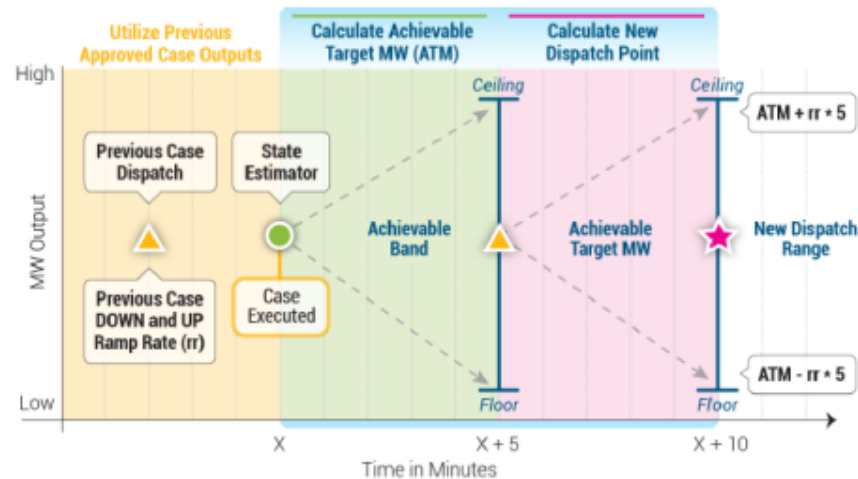 Utilize Previous
Approved Case Outputs
Calculate Achievable
Target MW (ATM)
Calculate New
Dispatch Point
High
Ceiling
Ceiling
ATM + rr * 5
Previous Case
Dispatch
State
Estimator
MW Output
Achievable
Band
Achievable
Target MW
New Dispatch
Range
Previous Case
DOWN and UP
Ramp Rate (rr)
Case
Executed
ATM - rr * 5
Low
Floor
Floor
X
X + 5
X + 10
Time in Minutes